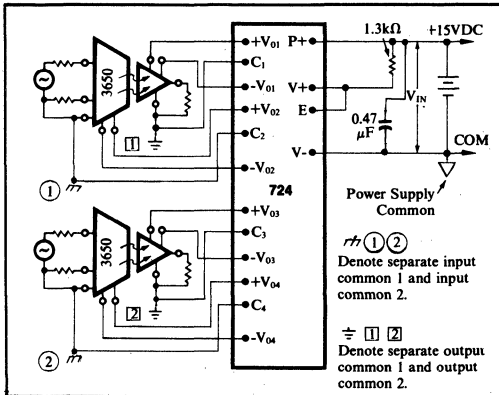 1.3kΩ
+15VDC
+V01
P+
C1
3650
-V01
V+
VIN
+V02
E
0.47
μF
1
C2
V-
COM
-V02
1
724
Power Supply
Common
+V03
C3
1 2
3650
-V03
Denote separate input
common 1 and input
common 2.
+V04
2
C4
1 2
2
-V04
Denote separate output
common 1 and output
common 2.